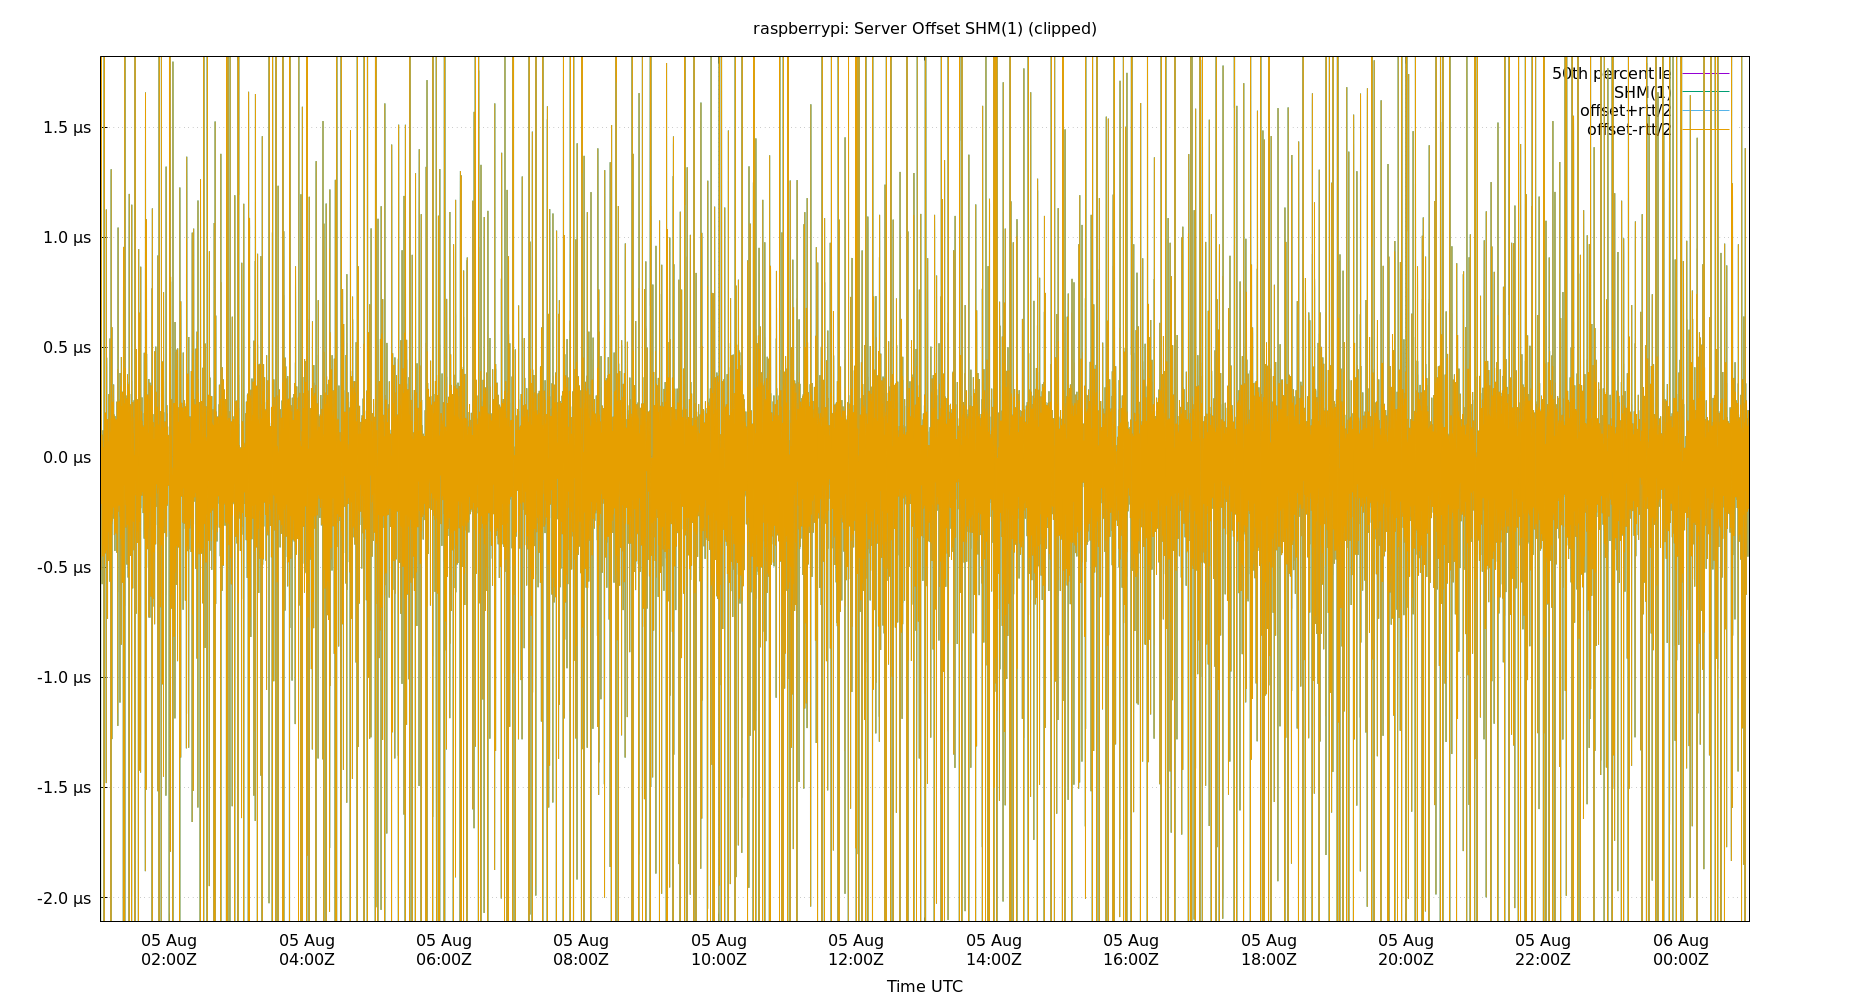 raspberrypi: Server Offset SHM(1) (clipped)
50th percentile
SHM(1)
offset+rtt/2
offset-rtt/2
1.5 µs
1.0 µs
0.5 µs
0.0 µs
-0.5 µs
-1.0 µs
-1.5 µs
-2.0 µs
05 Aug 05 Aug 05 Aug 05 Aug 05 Aug 05 Aug 05 Aug 05 Aug 05 Aug 05 Aug 05 Aug 06 Aug
02:00Z 04:00Z 06:00Z 08:00Z 10:00Z 12:00Z 14:00Z 16:00Z 18:00Z 20:00Z 22:00Z 00:00Z
Time UTC